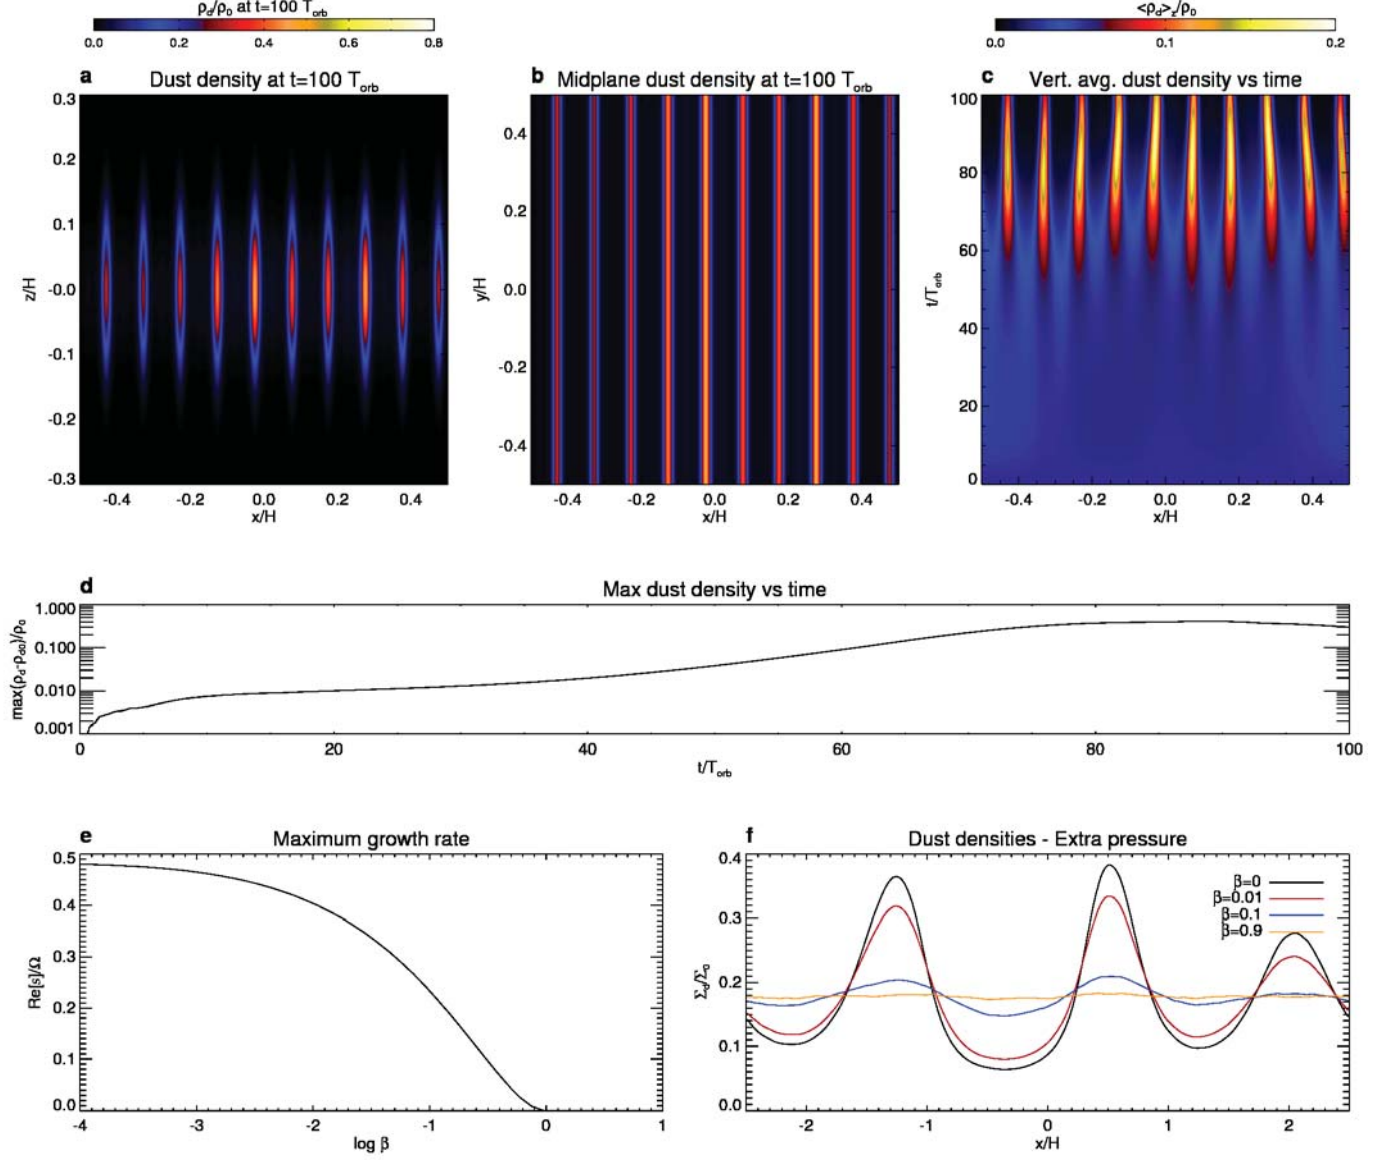 ρd/ρ0 at t=100 Torb
0.0 0.2 0.4 0.6 0.8
<ρd>z/ρ0
0.0 0.1 0.2
a Dust density at t=100 Torb
0.3
0.2
0.1
-0.0
-0.1
-0.2
-0.3
z/H
-0.4 -0.2 0.0 0.2 0.4
x/H
b Midplane dust density at t=100 Torb
0.4
0.2
0.0
-0.2
-0.4
y/H
-0.4 -0.2 0.0 0.2 0.4
x/H
c Vert. avg. dust density vs time
100
80
60
40
20
0
t/Torb
-0.4 -0.2 0.0 0.2 0.4
x/H
d Max dust density vs time
1.000
0.100
0.010
0.001
max(ρd-ρd0)/ρ0
0 20 40 60 80 100
t/Torb
e Maximum growth rate
0.5
0.4
0.3
0.2
0.1
0.0
Re[s]/Ω
-4 -3 -2 -1 0 1
log β
f Dust densities - Extra pressure
0.4
0.3
0.2
0.1
0.0
Σd/Σ0
β=0
β=0.01
β=0.1
β=0.9
-2 -1 0 1 2
x/H